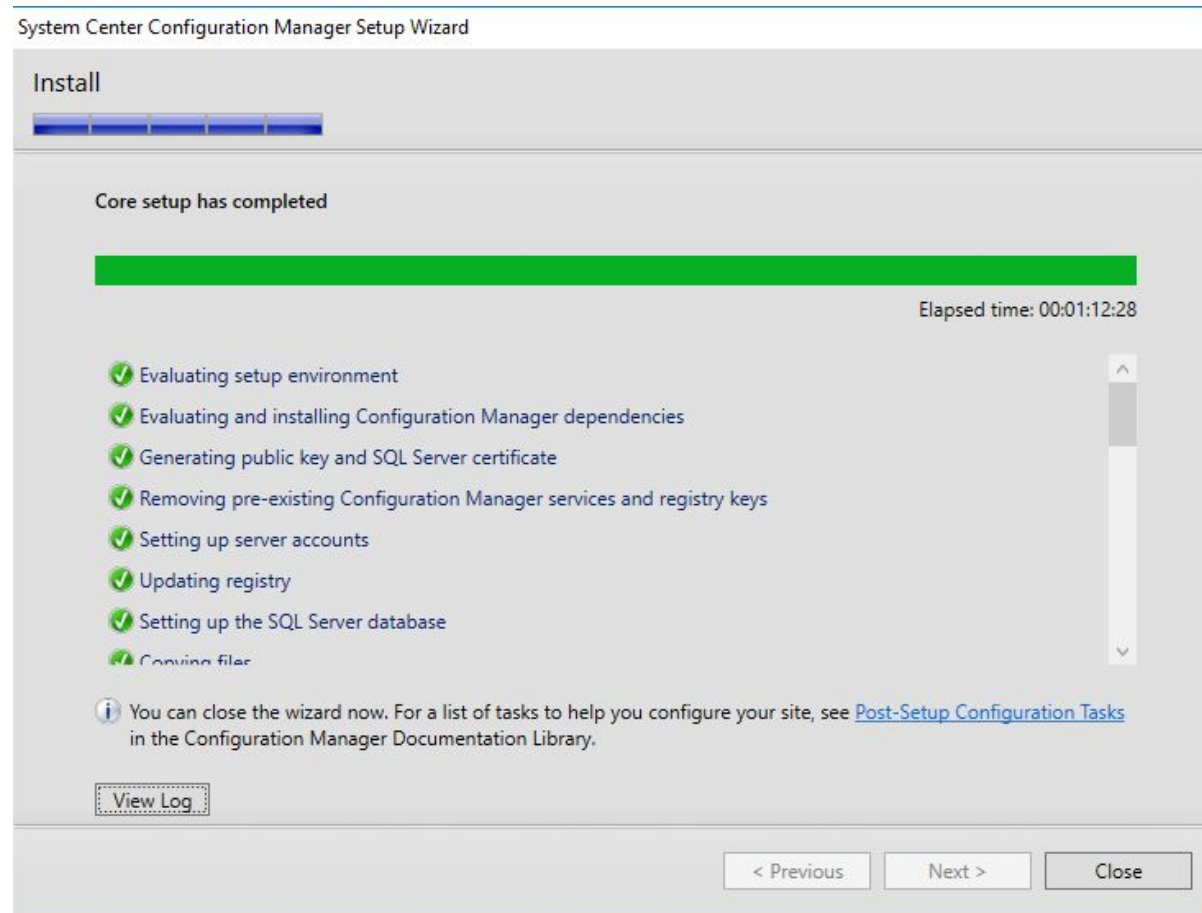 System Center Configuration Manager Setup Wizard
Install
Core setup has completed
Elapsed time: 00:01:12:28
Evaluating setup environment
Evaluating and installing Configuration Manager dependencies
Generating public key and SQL Server certificate
Removing pre-existing Configuration Manager services and registry keys
Setting up server accounts
Updating registry
Setting up the SQL Server database
Copying files
You can close the wizard now. For a list of tasks to help you configure your site, see Post-Setup Configuration Tasks
in the Configuration Manager Documentation Library.
View Log
< Previous
Next >
Close